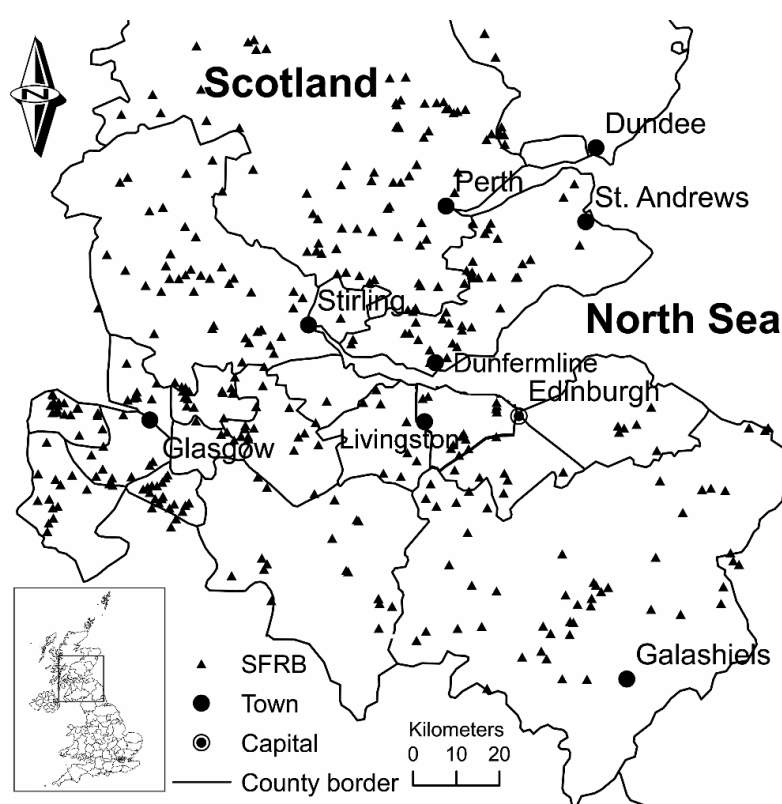 Scotland
N
Dundee
Perth
St. Andrews
Stirling
North Sea
Dunfermline
Edinburgh
Glasgow
Livingston
SFRB
Town
Capital
County border
Galashiels
Kilometers
0 10 20